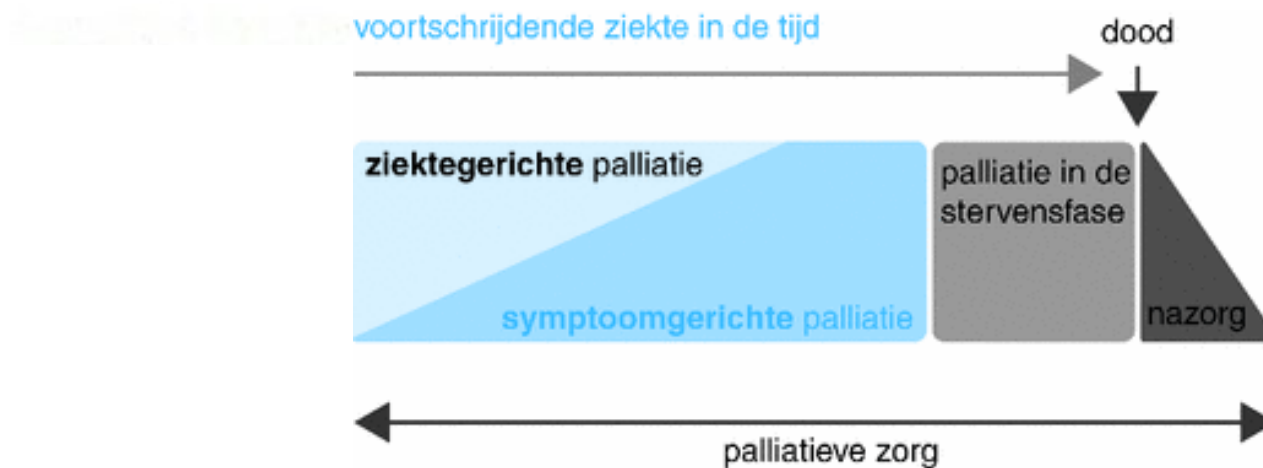 voortschrijdende ziekte in de tijd
dood
ziektegerichte palliatie
palliatie in de
stervensfase
symptoomgerichte palliatie
nazorg
palliatieve zorg